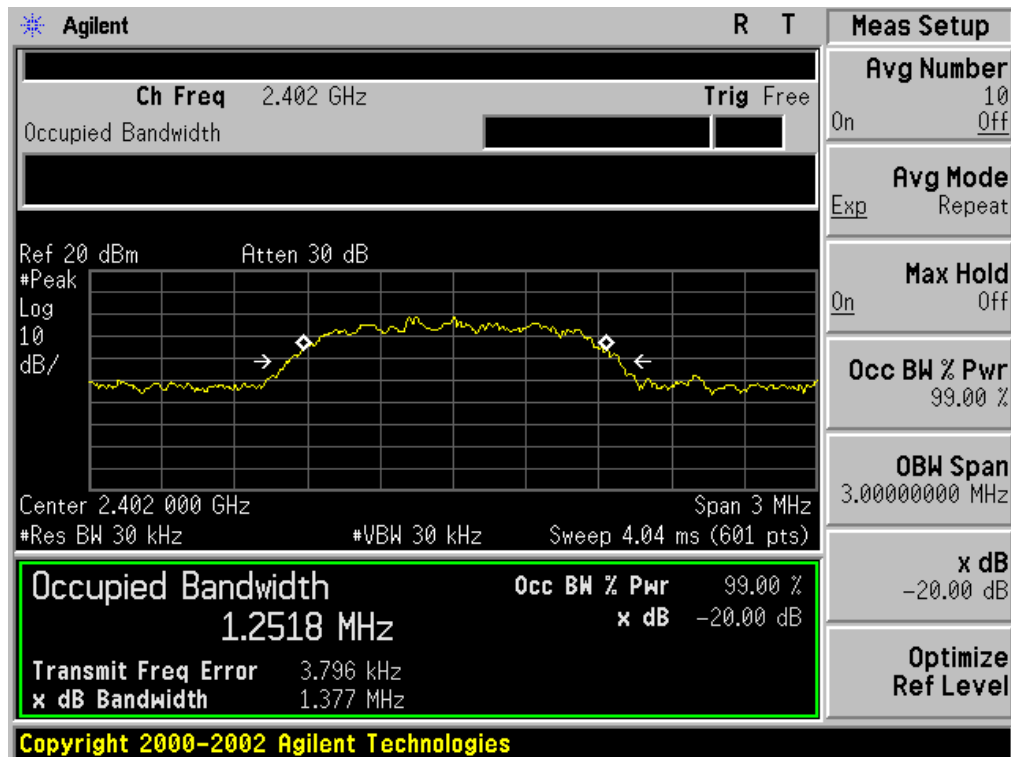 Agilent R T
Ch Freq 2.402 GHz Trig Free
Occupied Bandwidth
Ref 20 dBm Atten 30 dB
#Peak
Log
10
dB/
Center 2.402 000 GHz Span 3 MHz
#Res BW 30 kHz #VBW 30 kHz Sweep 4.04 ms (601 pts)
Occupied Bandwidth Occ BW % Pwr 99.00 %
1.2518 MHz x dB -20.00 dB
Transmit Freq Error 3.796 kHz
x dB Bandwidth 1.377 MHz
Copyright 2000-2002 Agilent Technologies
Meas Setup
Avg Number
10
On Off
Avg Mode
Exp Repeat
Max Hold
On Off
Occ BW % Pwr
99.00 %
OBW Span
3.00000000 MHz
x dB
-20.00 dB
Optimize
Ref Level